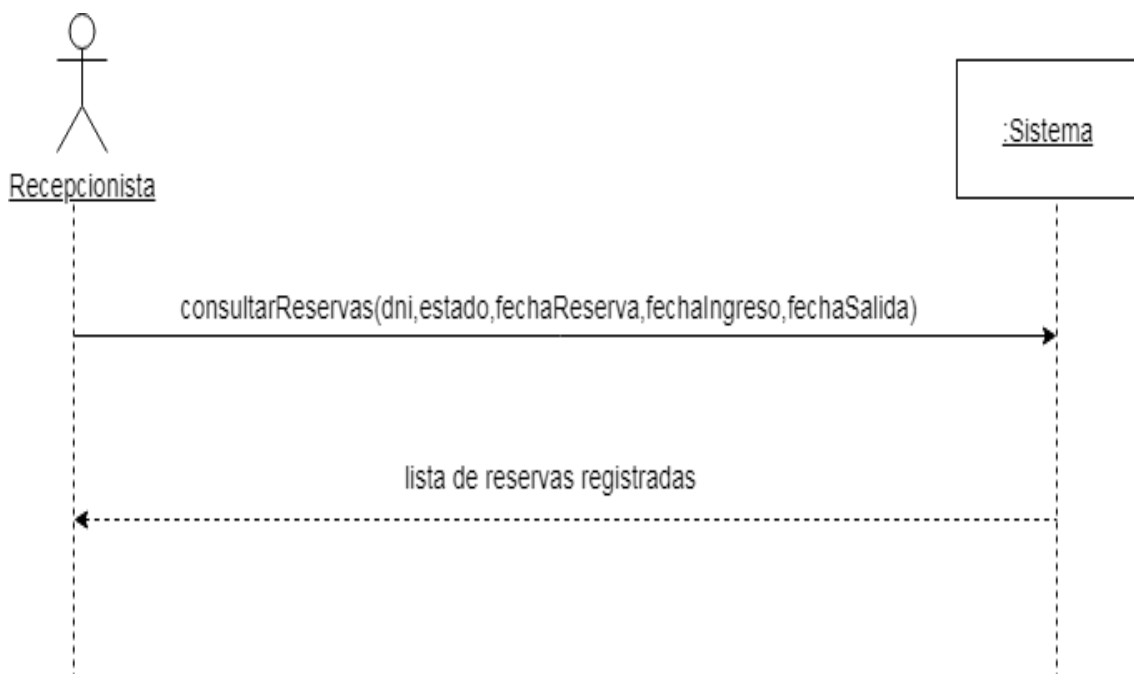 :Sistema
Recepcionista
consultarReservas(dni,estado,fechaReserva,fechaIngreso,fechaSalida)
lista de reservas registradas